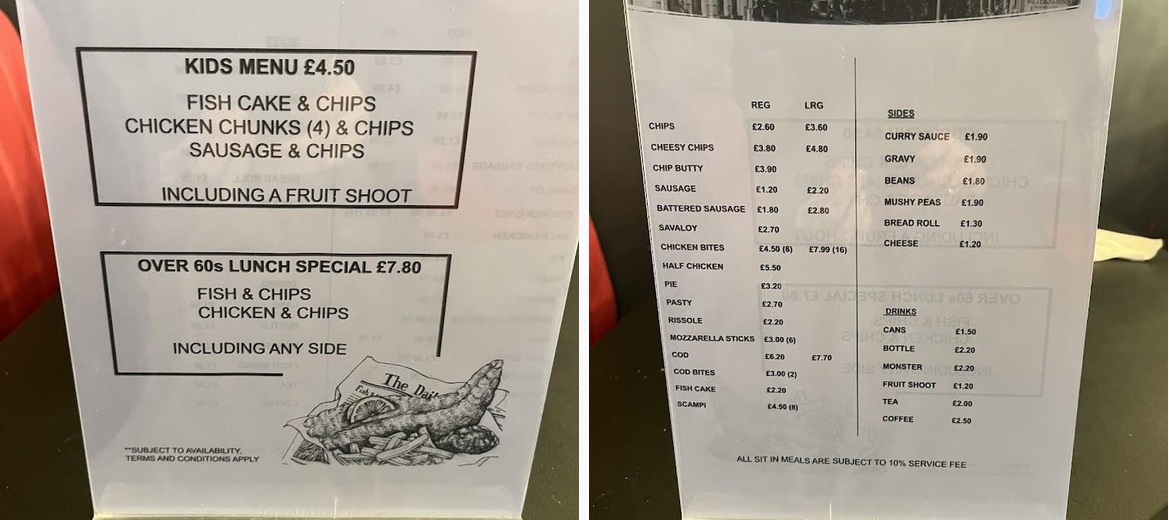 KIDS MENU £4.50
FISH CAKE & CHIPS
CHICKEN CHUNKS (4) & CHIPS
SAUSAGE & CHIPS
INCLUDING A FRUIT SHOOT
OVER 60s LUNCH SPECIAL £7.80
FISH & CHIPS
CHICKEN & CHIPS
INCLUDING ANY SIDE
The Dai
**SUBJECT TO AVAILABILITY,
TERMS AND CONDITIONS APPLY
REG LRG
CHIPS £2.60 £3.60
CHEESY CHIPS £3.80 £4.80
CHIP BUTTY £3.90
SAUSAGE £1.20 £2.20
BATTERED SAUSAGE £1.80 £2.80
SAVALOY £2.70
CHICKEN BITES £4.50 (8) £7.99 (16)
HALF CHICKEN £5.50
PIE £3.20
PASTY £2.70
RISSOLE £2.20
MOZZARELLA STICKS £3.00 (6)
COD £6.20 £7.70
COD BITES £3.00 (2)
FISH CAKE £2.20
SCAMPI £4.50 (8)
SIDES
CURRY SAUCE £1.90
GRAVY £1.90
BEANS £1.80
MUSHY PEAS £1.90
BREAD ROLL £1.30
CHEESE £1.20
DRINKS
CANS £1.50
BOTTLE £2.20
MONSTER £2.20
FRUIT SHOOT £1.20
TEA £2.00
COFFEE £2.50
ALL SIT IN MEALS ARE SUBJECT TO 10% SERVICE FEE